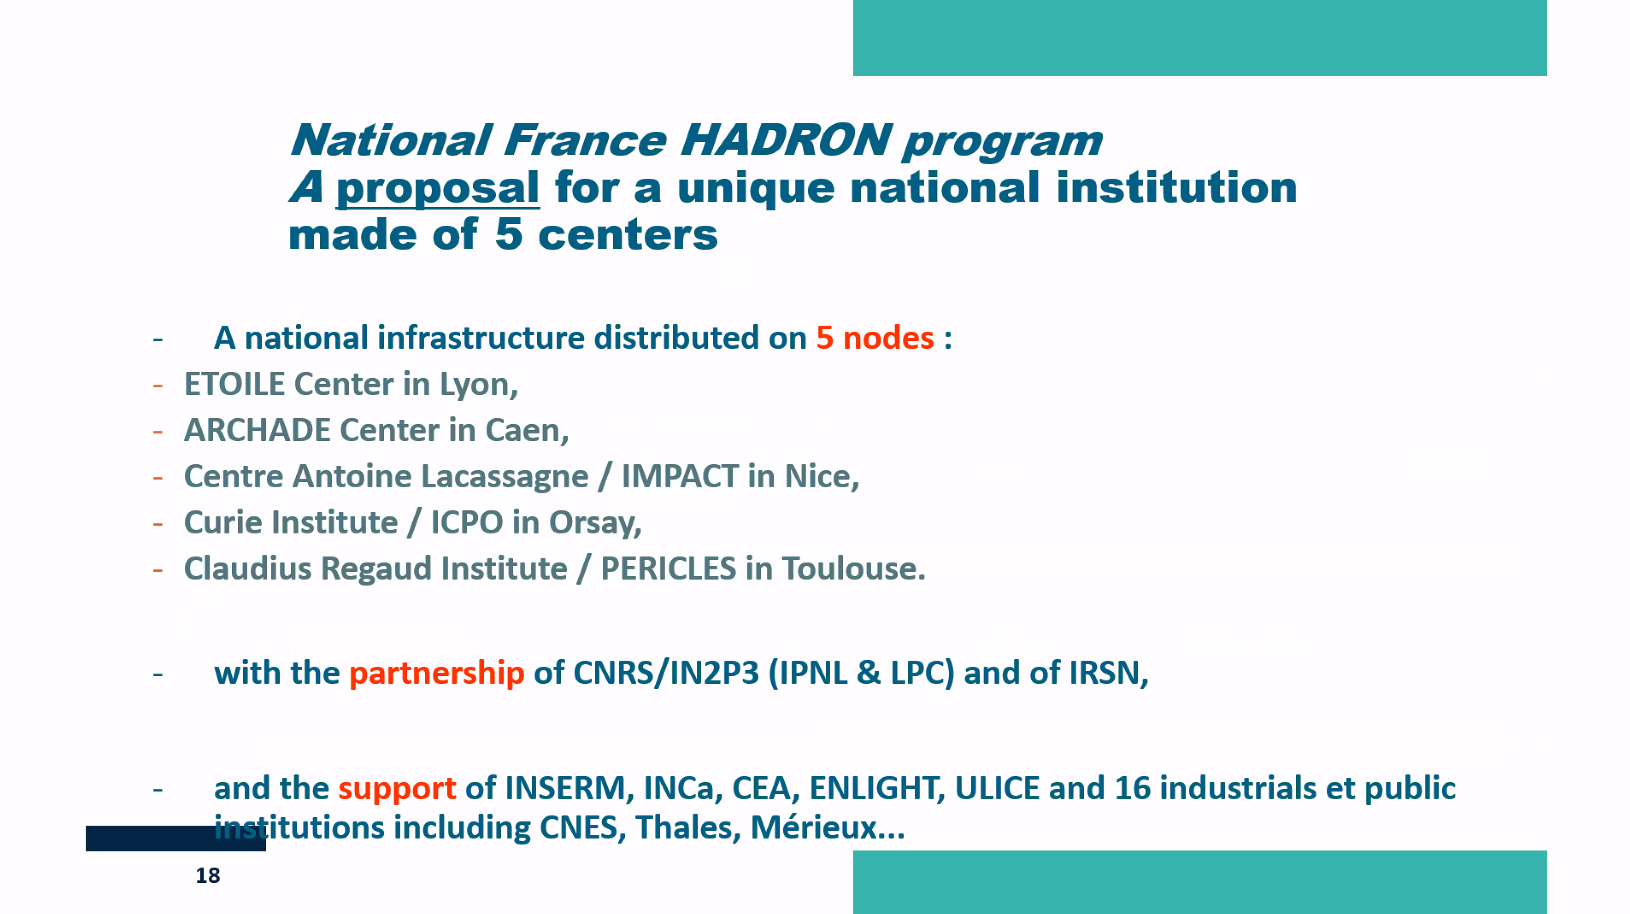 National France HADRON program
A proposal for a unique national institution
made of 5 centers
- A national infrastructure distributed on 5 nodes :
- ETOILE Center in Lyon,
- ARCHADE Center in Caen,
- Centre Antoine Lacassagne / IMPACT in Nice,
- Curie Institute / ICPO in Orsay,
- Claudius Regaud Institute / PERICLES in Toulouse.
- with the partnership of CNRS/IN2P3 (IPNL & LPC) and of IRSN,
- and the support of INSERM, INCa, CEA, ENLIGHT, ULICE and 16 industrials et public
institutions including CNES, Thales, Mérieux...
18